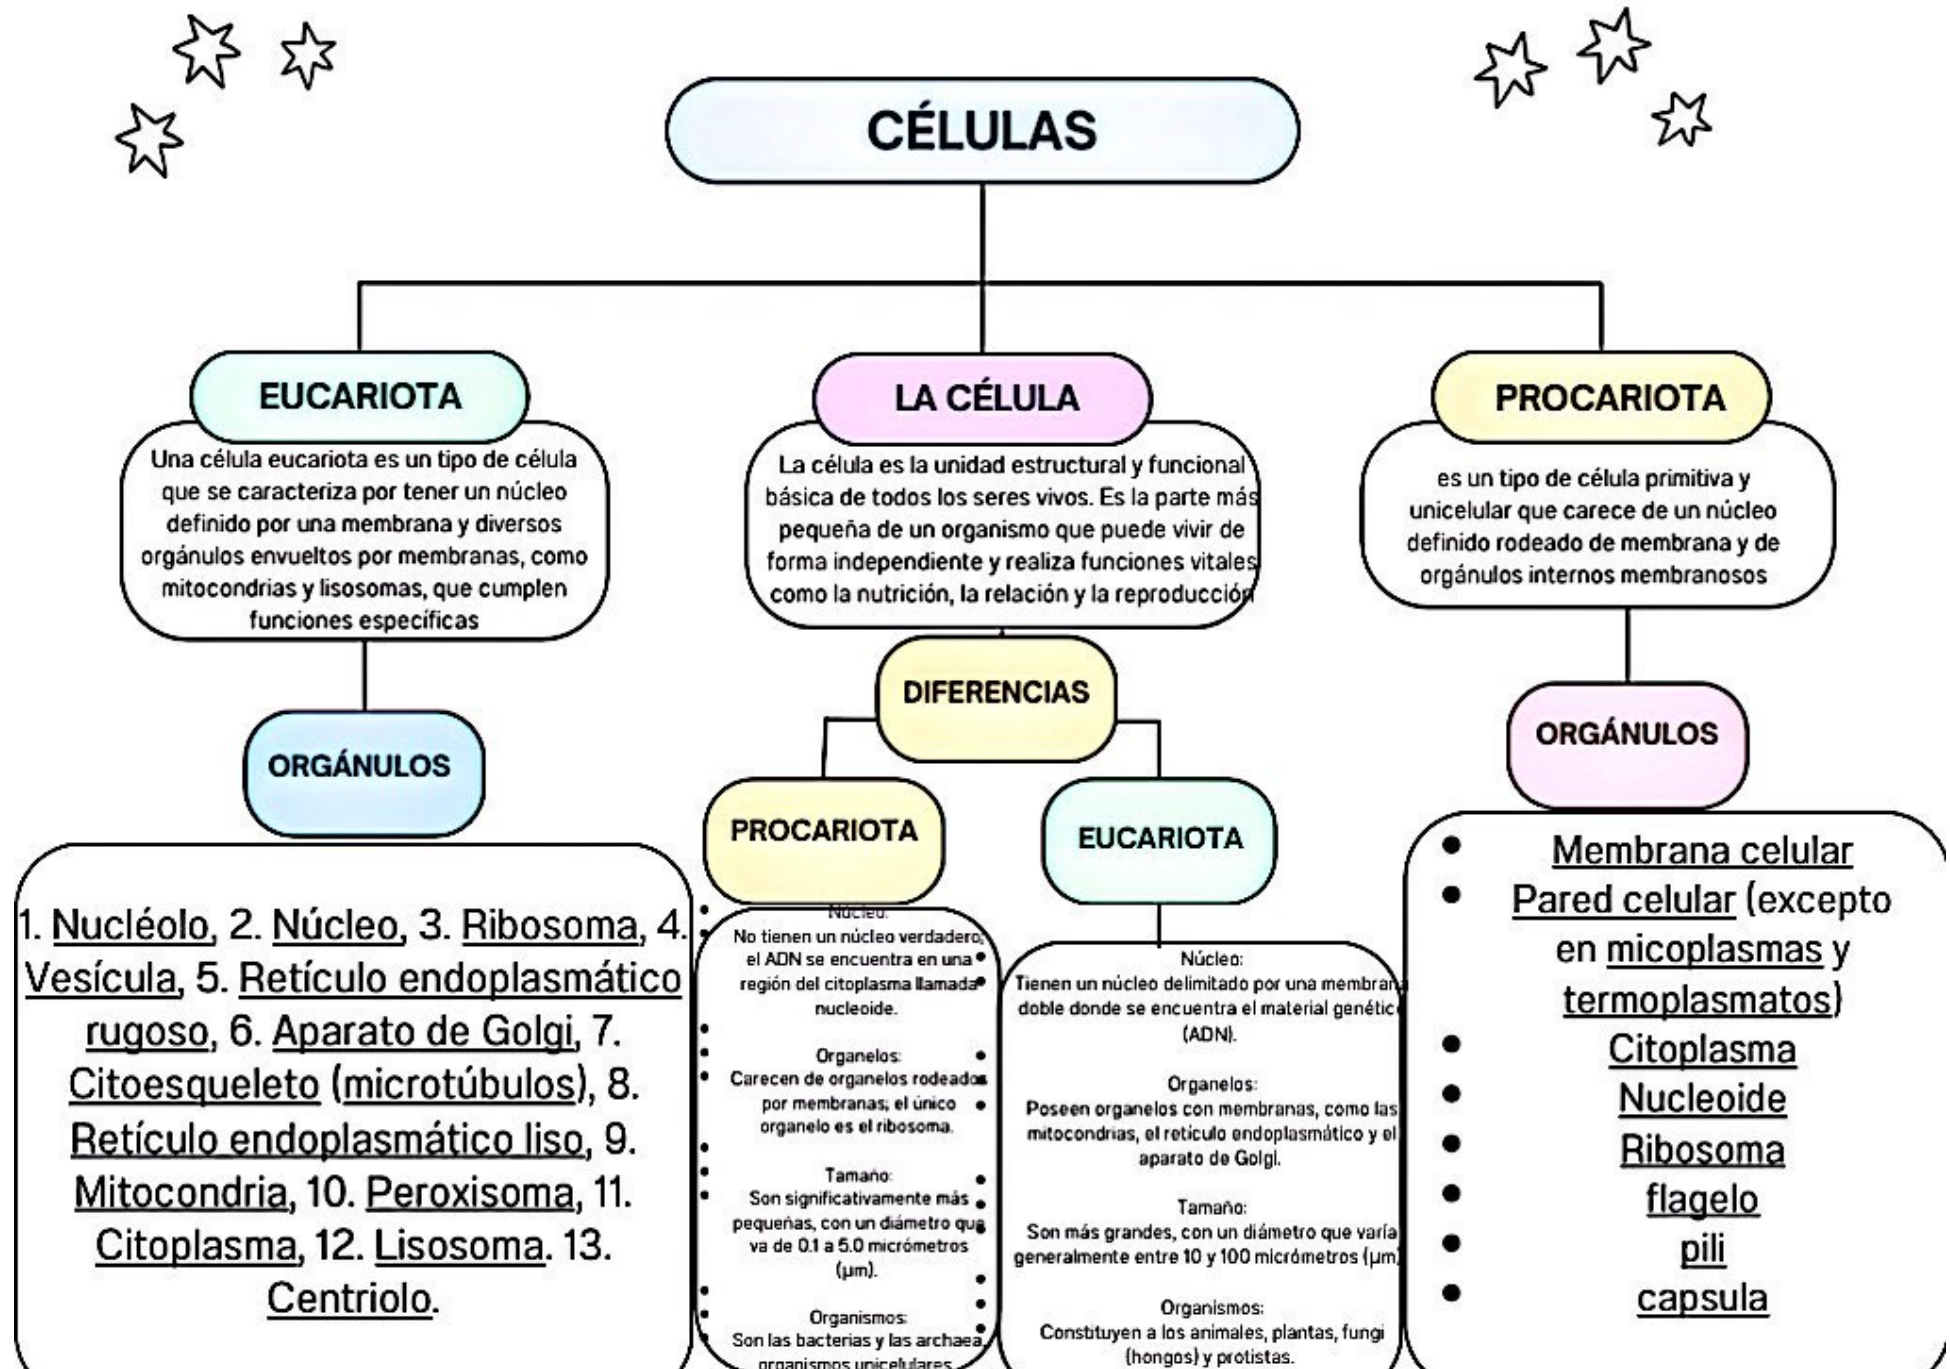 CÉLULAS
EUCARIOTA
Una célula eucariota es un tipo de célula
que se caracteriza por tener un núcleo
definido por una membrana y diversos
orgánulos envueltos por membranas, como
mitocondrias y lisosomas, que cumplen
funciones específicas
ORGÁNULOS
1. Nucléolo, 2. Núcleo, 3. Ribosoma, 4.
Vesícula, 5. Retículo endoplasmático
rugoso, 6. Aparato de Golgi, 7.
Citoesqueleto (microtúbulos), 8.
Retículo endoplasmático liso, 9.
Mitocondria, 10. Peroxisoma, 11.
Citoplasma, 12. Lisosoma. 13.
Centriolo.
LA CÉLULA
La célula es la unidad estructural y funcional
básica de todos los seres vivos. Es la parte más
pequeña de un organismo que puede vivir de
forma independiente y realiza funciones vitales
como la nutrición, la relación y la reproducción
DIFERENCIAS
PROCARIOTA
Núcleo:
No tienen un núcleo verdadero,
el ADN se encuentra en una
región del citoplasma llamada
nucleoide.
Organelos:
Carecen de organelos rodeados
por membranas; el único
organelo es el ribosoma.
Tamaño:
Son significativamente más
pequeñas, con un diámetro que
va de 0.1 a 5.0 micrómetros
(μm).
Organismos:
Son las bacterias y las archaea,
organismos unicelulares
EUCARIOTA
Núcleo:
Tienen un núcleo delimitado por una membrana
doble donde se encuentra el material genético
(ADN).
Organelos:
Poseen organelos con membranas, como las
mitocondrias, el retículo endoplasmático y el
aparato de Golgi.
Tamaño:
Son más grandes, con un diámetro que varía
generalmente entre 10 y 100 micrómetros (μm)
Organismos:
Constituyen a los animales, plantas, fungi
(hongos) y protistas.
PROCARIOTA
es un tipo de célula primitiva y
unicelular que carece de un núcleo
definido rodeado de membrana y de
orgánulos internos membranosos
ORGÁNULOS
• Membrana celular
• Pared celular (excepto
en micoplasmas y
termoplasmatos)
• Citoplasma
• Nucleoide
• Ribosoma
• flagelo
• pili
• capsula